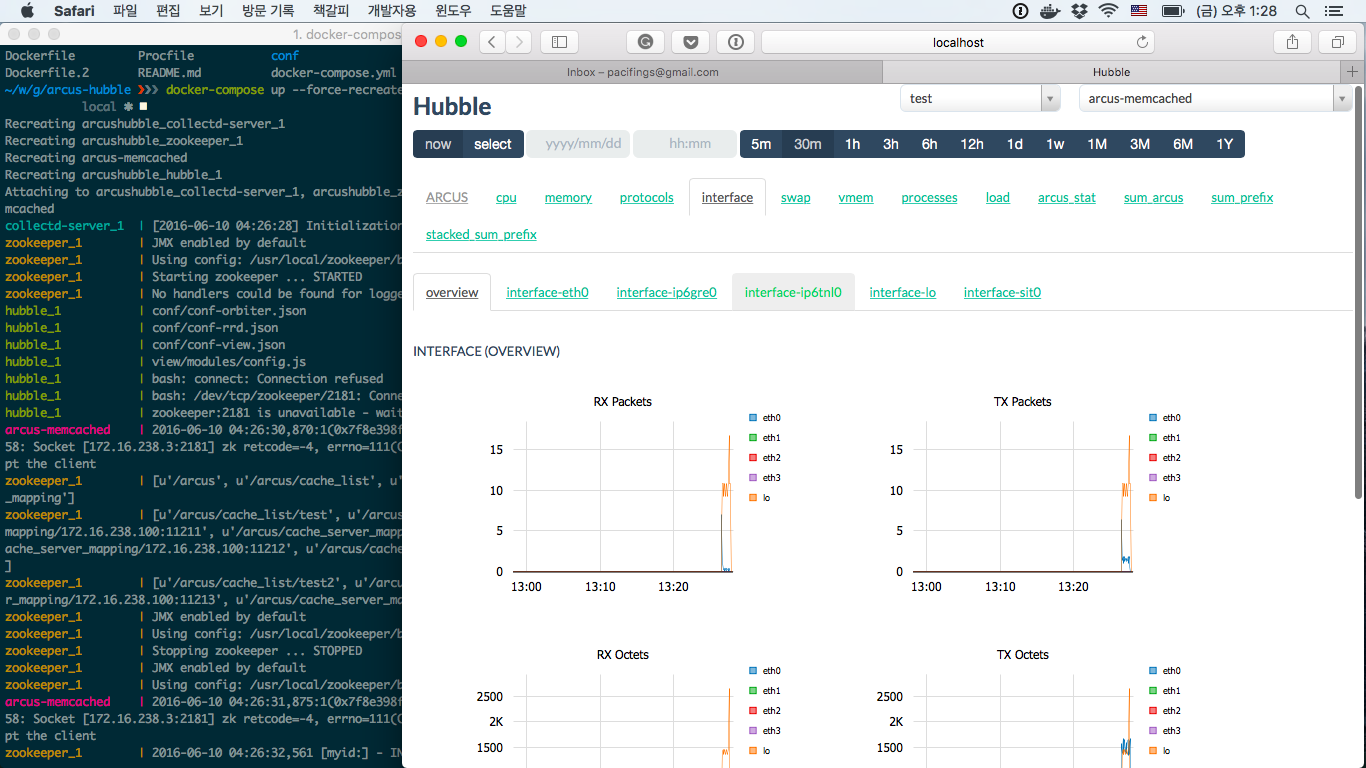 Safari 파일 편집 보기 방문 기록 책갈피 개발자용 윈도우 도움말 (금) 오후 1:28
1. docker-compos
Dockerfile Procfile conf
Dockerfile.2 README.md docker-compose.yml
~/w/g/arcus-hubble ❯❯❯ docker-compose up --force-recreate
local ✱ ■
Recreating arcushubble_collectd-server_1
Recreating arcushubble_zookeeper_1
Recreating arcus-memcached
Recreating arcushubble_hubble_1
Attaching to arcushubble_collectd-server_1, arcushubble_z
mcached
collectd-server_1 | [2016-06-10 04:26:28] Initialization
zookeeper_1 | JMX enabled by default
zookeeper_1 | Using config: /usr/local/zookeeper/b
zookeeper_1 | Starting zookeeper ... STARTED
zookeeper_1 | No handlers could be found for logge
hubble_1 | conf/conf-orbiter.json
hubble_1 | conf/conf-rrd.json
hubble_1 | conf/conf-view.json
hubble_1 | view/modules/config.js
hubble_1 | bash: connect: Connection refused
hubble_1 | bash: /dev/tcp/zookeeper/2181: Conne
hubble_1 | zookeeper:2181 is unavailable - wait
arcus-memcached | 2016-06-10 04:26:30,870:1(0x7f8e398f
58: Socket [172.16.238.3:2181] zk retcode=-4, errno=111(C
pt the client
zookeeper_1 | [u'/arcus', u'/arcus/cache_list', u'
_mapping']
zookeeper_1 | [u'/arcus/cache_list/test', u'/arcus
mapping/172.16.238.100:11211', u'/arcus/cache_server_mapp
ache_server_mapping/172.16.238.100:11212', u'/arcus/cache
]
zookeeper_1 | [u'/arcus/cache_list/test2', u'/arcu
r_mapping/172.16.238.100:11213', u'/arcus/cache_server_ma
zookeeper_1 | JMX enabled by default
zookeeper_1 | Using config: /usr/local/zookeeper/b
zookeeper_1 | Stopping zookeeper ... STOPPED
zookeeper_1 | JMX enabled by default
zookeeper_1 | Using config: /usr/local/zookeeper/b
arcus-memcached | 2016-06-10 04:26:31,875:1(0x7f8e398f
58: Socket [172.16.238.3:2181] zk retcode=-4, errno=111(C
pt the client
zookeeper_1 | 2016-06-10 04:26:32,561 [myid:] - IN
localhost
Inbox – pacifings@gmail.com Hubble
Hubble test arcus-memcached
now select yyyy/mm/dd hh:mm 5m 30m 1h 3h 6h 12h 1d 1w 1M 3M 6M 1Y
ARCUS cpu memory protocols interface swap vmem processes load arcus_stat sum_arcus sum_prefix
stacked_sum_prefix
overview interface-eth0 interface-ip6gre0 interface-ip6tnl0 interface-lo interface-sit0
INTERFACE (OVERVIEW)
RX Packets
eth0
eth1
eth2
eth3
lo
15
10
5
0
13:00 13:10 13:20
TX Packets
eth0
eth1
eth2
eth3
lo
15
10
5
0
13:00 13:10 13:20
RX Octets
eth0
eth1
eth2
eth3
lo
2500
2K
1500
TX Octets
eth0
eth1
eth2
eth3
lo
2500
2K
1500